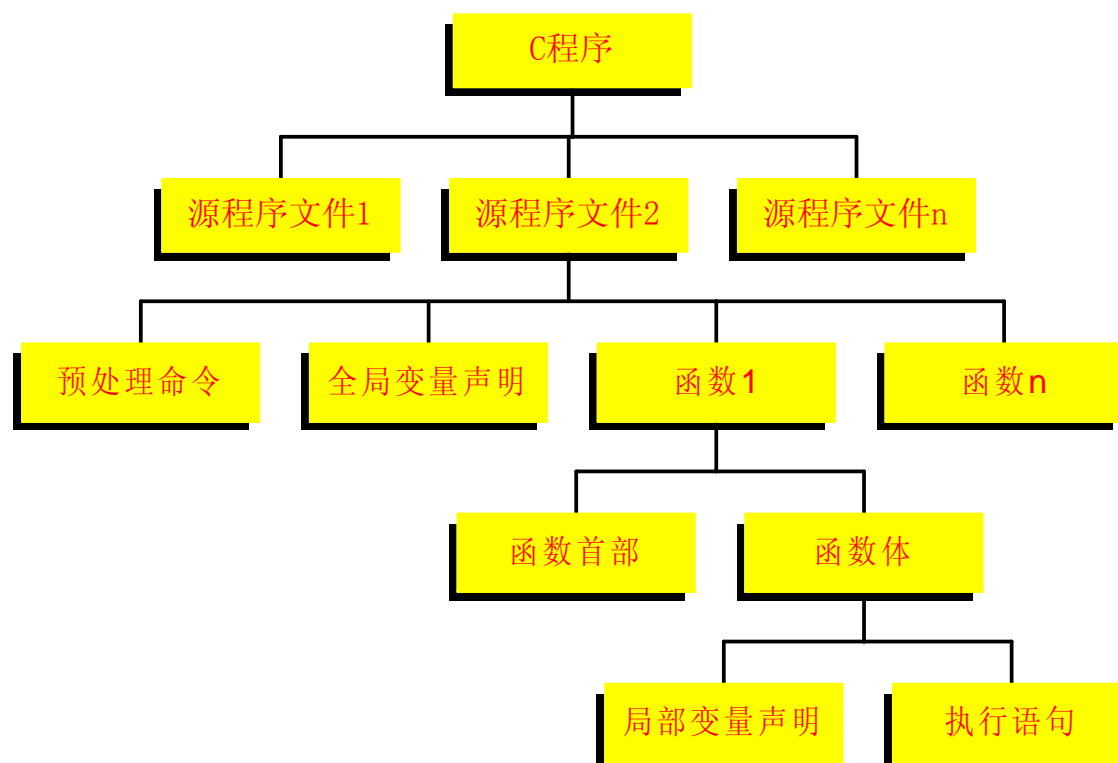 C程序
源程序文件1
源程序文件2
源程序文件n
预处理命令
全局变量声明
函数1
函数n
函数首部
函数体
局部变量声明
执行语句